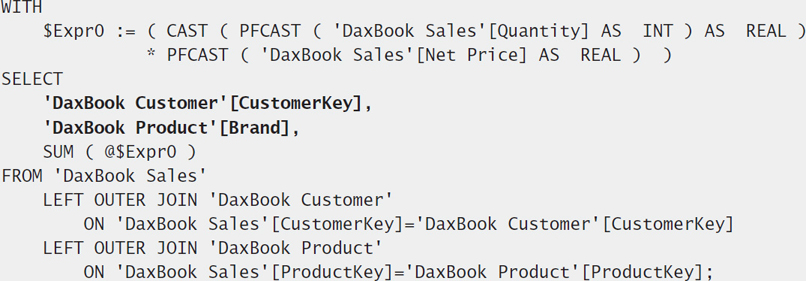 WITH
$Expr0 := ( CAST ( PFCAST ( 'DaxBook Sales'[Quantity] AS  INT ) AS  REAL )
* PFCAST ( 'DaxBook Sales'[Net Price] AS  REAL )  )
SELECT
'DaxBook Customer'[CustomerKey],
'DaxBook Product'[Brand],
SUM ( @$Expr0 )
FROM 'DaxBook Sales'
LEFT OUTER JOIN 'DaxBook Customer'
ON 'DaxBook Sales'[CustomerKey]='DaxBook Customer'[CustomerKey]
LEFT OUTER JOIN 'DaxBook Product'
ON 'DaxBook Sales'[ProductKey]='DaxBook Product'[ProductKey];